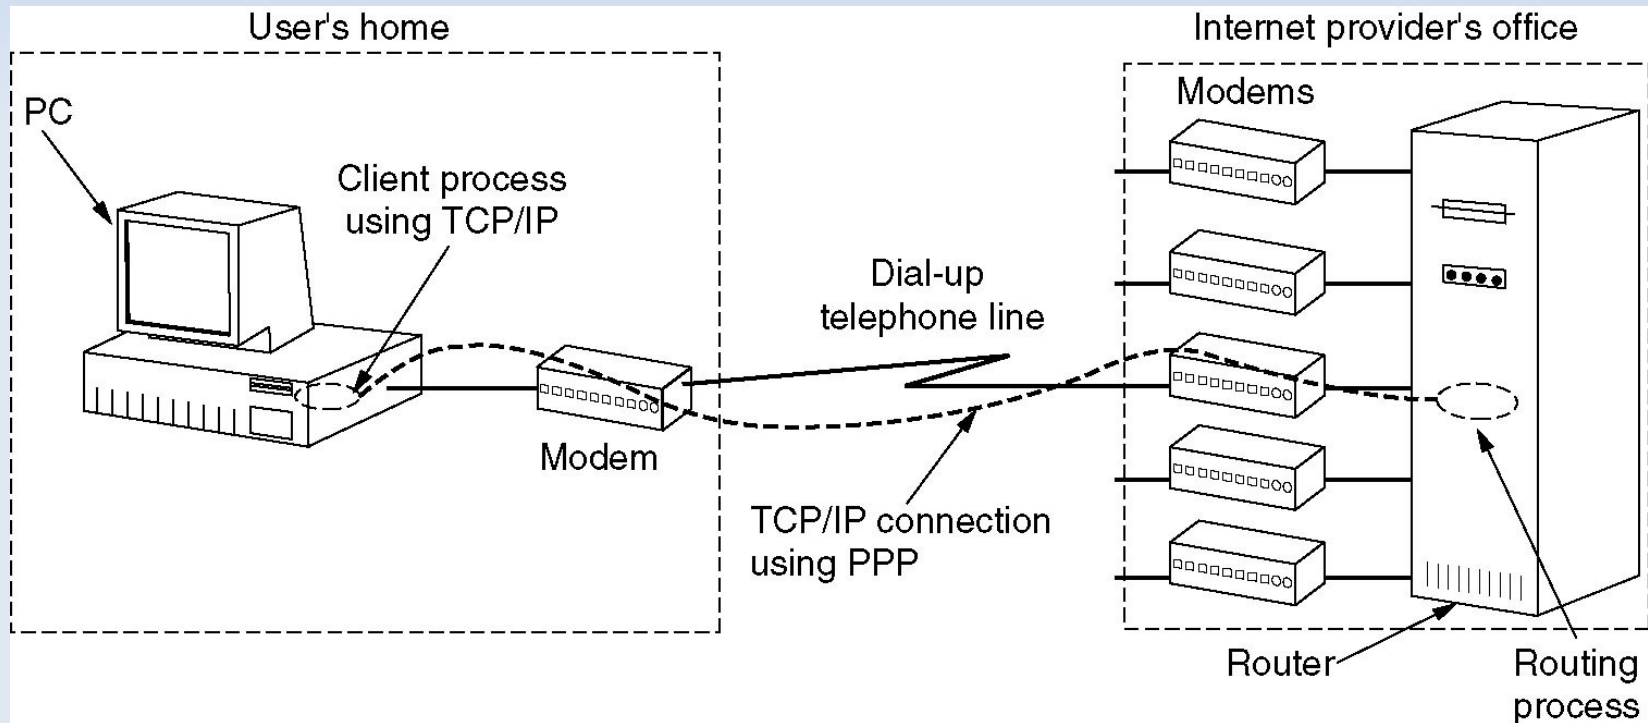 User's home
Internet provider's office
PC
Client process
using TCP/IP
Modem
Dial-up
telephone line
TCP/IP connection
using PPP
Modems
Router
Routing
process